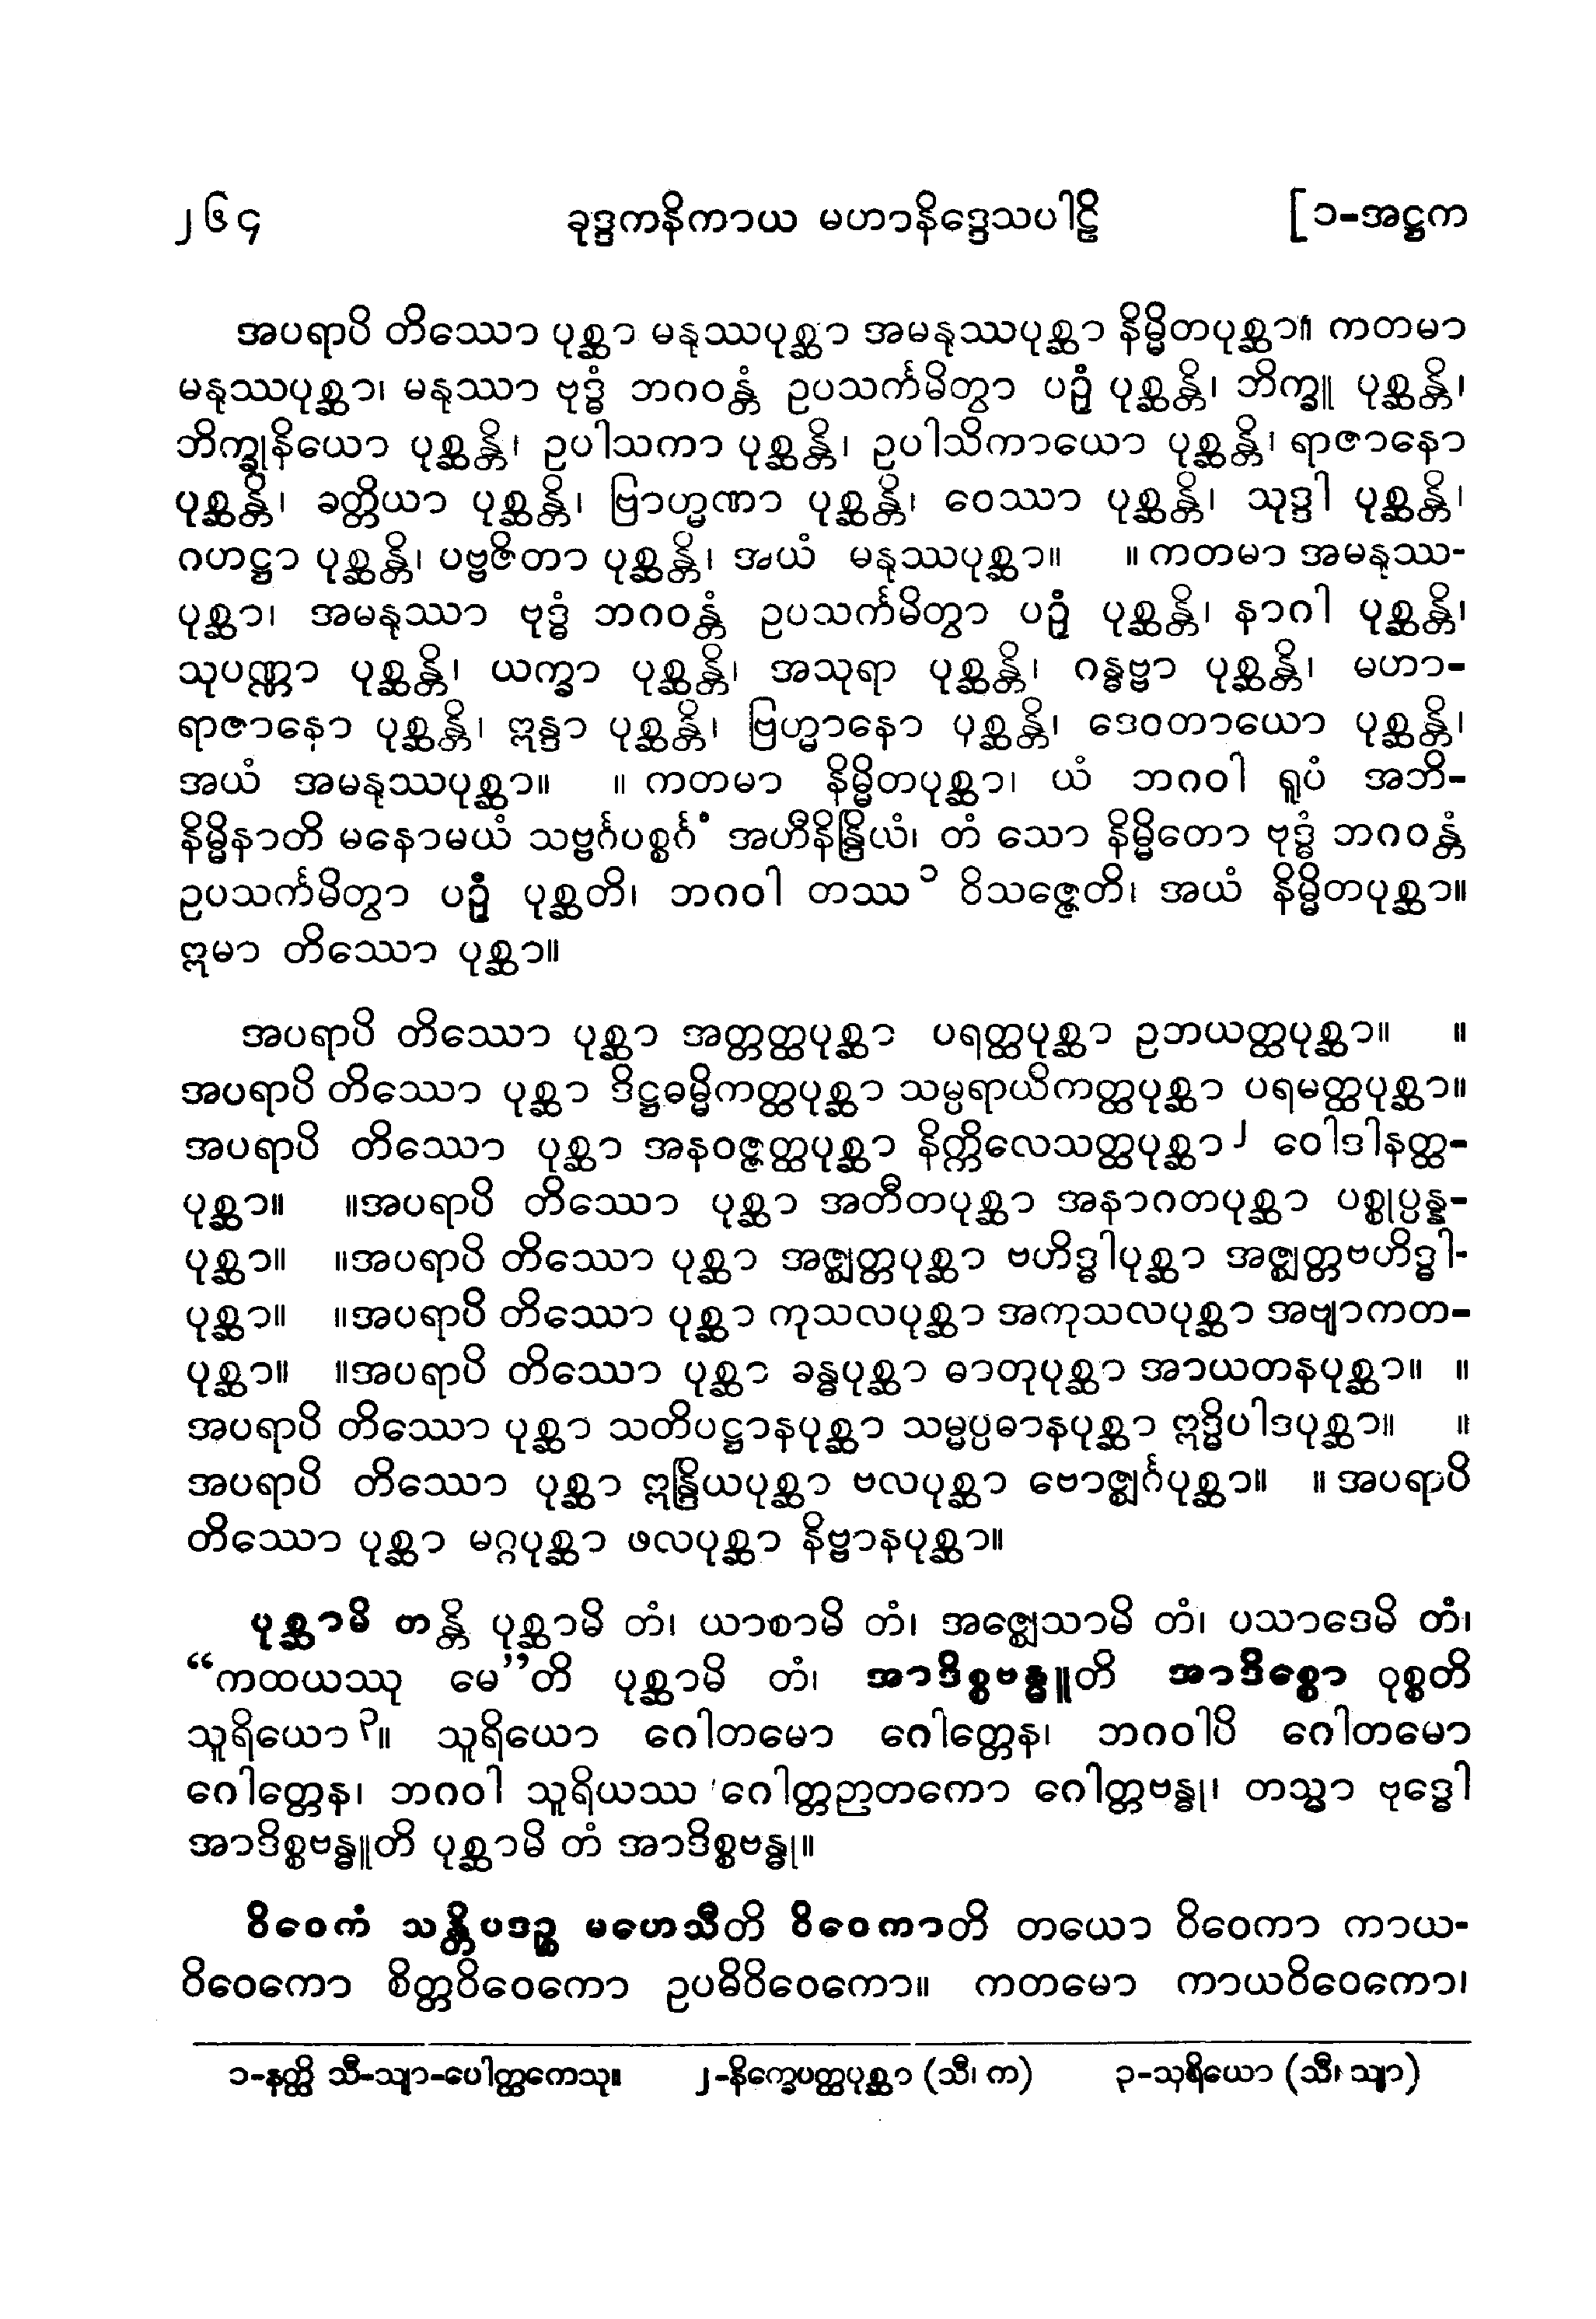 ၂၆၄ ခုဒ္ဒကနိကာယ မဟာနိဒ္ဒေသပါဠိ [၁-အဋ္ဌက
အပရာပိ တိဿော ပုစ္ဆာ မနုဿပုစ္ဆာ အမနုဿပုစ္ဆာ နိမ္မိတပုစ္ဆာ။ ကတမာ
မနုဿပုစ္ဆာ၊ မနုဿာ ဗုဒ္ဓံ ဘဂဝန္တံ ဥပသင်္ကမိတွာ ပဉှံ ပုစ္ဆန္တိ၊ ဘိက္ခူ ပုစ္ဆန္တိ၊
ဘိက္ခုနိယော ပုစ္ဆန္တိ၊ ဥပါသကာ ပုစ္ဆန္တိ၊ ဥပါသိကာယော ပုစ္ဆန္တိ၊ ရာဇာနော
ပုစ္ဆန္တိ၊ ခတ္တိယာ ပုစ္ဆန္တိ၊ ဗြာဟ္မဏာ ပုစ္ဆန္တိ၊ ဝေဿာ ပုစ္ဆန္တိ၊ သုဒ္ဒါ ပုစ္ဆန္တိ၊
ဂဟဋ္ဌာ ပုစ္ဆန္တိ၊ ပဗ္ဗဇိတာ ပုစ္ဆန္တိ၊ အယံ မနုဿပုစ္ဆာ။ ။ ကတမာ အမနုဿ-
ပုစ္ဆာ၊ အမနုဿာ ဗုဒ္ဓံ ဘဂဝန္တံ ဥပသင်္ကမိတွာ ပဉှံ ပုစ္ဆန္တိ၊ နာဂါ ပုစ္ဆန္တိ၊
သုပဏ္ဏာ ပုစ္ဆန္တိ၊ ယက္ခာ ပုစ္ဆန္တိ၊ အသုရာ ပုစ္ဆန္တိ၊ ဂန္ဓဗ္ဗာ ပုစ္ဆန္တိ၊ မဟာ-
ရာဇာနော ပုစ္ဆန္တိ၊ ဣန္ဒာ ပုစ္ဆန္တိ၊ ဗြဟ္မာနော ပုစ္ဆန္တိ၊ ဒေဝတာယော ပုစ္ဆန္တိ၊
အယံ အမနုဿပုစ္ဆာ။ ။ ကတမာ နိမ္မိတပုစ္ဆာ၊ ယံ ဘဂဝါ ရူပံ အဘိ-
နိမ္မိနာတိ မနောမယံ သဗ္ဗင်္ဂပစ္စင်္ဂံ အဟီနိန္ဒြိယံ၊ တံ သော နိမ္မိတော ဗုဒ္ဓံ ဘဂဝန္တံ
ဥပသင်္ကမိတွာ ပဉှံ ပုစ္ဆတိ၊ ဘဂဝါ တဿ ၁ ဝိသဇ္ဇေတိ၊ အယံ နိမ္မိတပုစ္ဆာ။
ဣမာ တိဿော ပုစ္ဆာ။
အပရာပိ တိဿော ပုစ္ဆာ အတ္တတ္ထပုစ္ဆာ ပရတ္ထပုစ္ဆာ ဥဘယတ္ထပုစ္ဆာ။ ။
အပရာပိ တိဿော ပုစ္ဆာ ဒိဋ္ဌဓမ္မိကတ္ထပုစ္ဆာ သမ္ပရာယိကတ္ထပုစ္ဆာ ပရမတ္ထပုစ္ဆာ။
အပရာပိ တိဿော ပုစ္ဆာ အနဝဇ္ဇတ္ထပုစ္ဆာ နိက္ကိလေသတ္ထပုစ္ဆာ၂ ဝေါဒါနတ္ထ-
ပုစ္ဆာ။ ။အပရာပိ တိဿော ပုစ္ဆာ အတီတပုစ္ဆာ အနာဂတပုစ္ဆာ ပစ္စုပ္ပန္န-
ပုစ္ဆာ။ ။အပရာပိ တိဿော ပုစ္ဆာ အဇ္ဈတ္တပုစ္ဆာ ဗဟိဒ္ဓါပုစ္ဆာ အဇ္ဈတ္တဗဟိဒ္ဓါ-
ပုစ္ဆာ။ ။အပရာပိ တိဿော ပုစ္ဆာ ကုသလပုစ္ဆာ အကုသလပုစ္ဆာ အဗျာကတ-
ပုစ္ဆာ။ ။အပရာပိ တိဿော ပုစ္ဆာ ခန္ဓပုစ္ဆာ ဓာတုပုစ္ဆာ အာယတနပုစ္ဆာ။ ။
အပရာပိ တိဿော ပုစ္ဆာ သတိပဋ္ဌာနပုစ္ဆာ သမ္မပ္ပဓာနပုစ္ဆာ ဣဒ္ဓိပါဒပုစ္ဆာ။ ။
အပရာပိ တိဿော ပုစ္ဆာ ဣန္ဒြိယပုစ္ဆာ ဗလပုစ္ဆာ ဗောဇ္ဈင်္ဂပုစ္ဆာ။ ။ အပရာပိ
တိဿော ပုစ္ဆာ မဂ္ဂပုစ္ဆာ ဖလပုစ္ဆာ နိဗ္ဗာနပုစ္ဆာ။
ပုစ္ဆာမိ တန္တိ ပုစ္ဆာမိ တံ၊ ယာစာမိ တံ၊ အဇ္ဈေသာမိ တံ၊ ပသာဒေမိ တံ၊
“ကထယဿု မေ”တိ ပုစ္ဆာမိ တံ၊ အာဒိစ္စဗန္ဓူတိ အာဒိစ္စော ဝုစ္စတိ
သူရိယော၃။ သူရိယော ဂေါတမော ဂေါတ္တေန၊ ဘဂဝါပိ ဂေါတမော
ဂေါတ္တေန၊ ဘဂဝါ သူရိယဿ ဂေါတ္တဉာတကော ဂေါတ္တဗန္ဓု၊ တသ္မာ ဗုဒ္ဓေါ
အာဒိစ္စဗန္ဓူတိ ပုစ္ဆာမိ တံ အာဒိစ္စဗန္ဓု။
ဝိဝေကံ သန္တိပဒဉ္စ မဟေသီတိ ဝိဝေကာတိ တယော ဝိဝေကာ ကာယ-
ဝိဝေကော စိတ္တဝိဝေကော ဥပဓိဝိဝေကော။ ကတမော ကာယဝိဝေကော၊
၁-နတ္ထိ သီ-သျာ-ပေါတ္ထကေသု။ ၂-နိက္ခေပတ္ထပုစ္ဆာ (သီ၊ က) ၃-သုရိယော (သီ၊ သျာ)